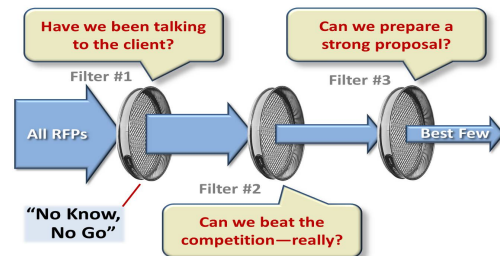 Have we been talking
to the client?
Can we prepare a
strong proposal?
Filter #1
Filter #3
All RFPs
Best Few
Filter #2
“No Know,
No Go”
Can we beat the
competition—really?